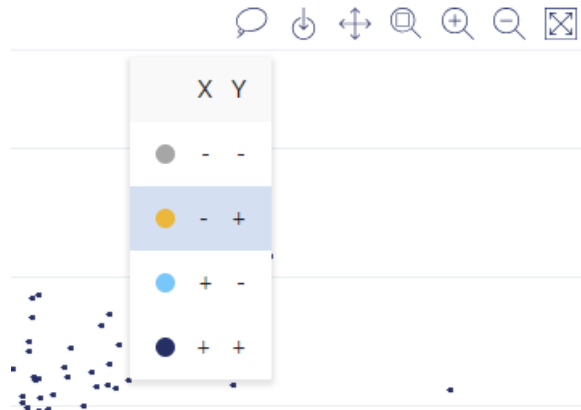 X Y
- -
- +
+ -
+ +